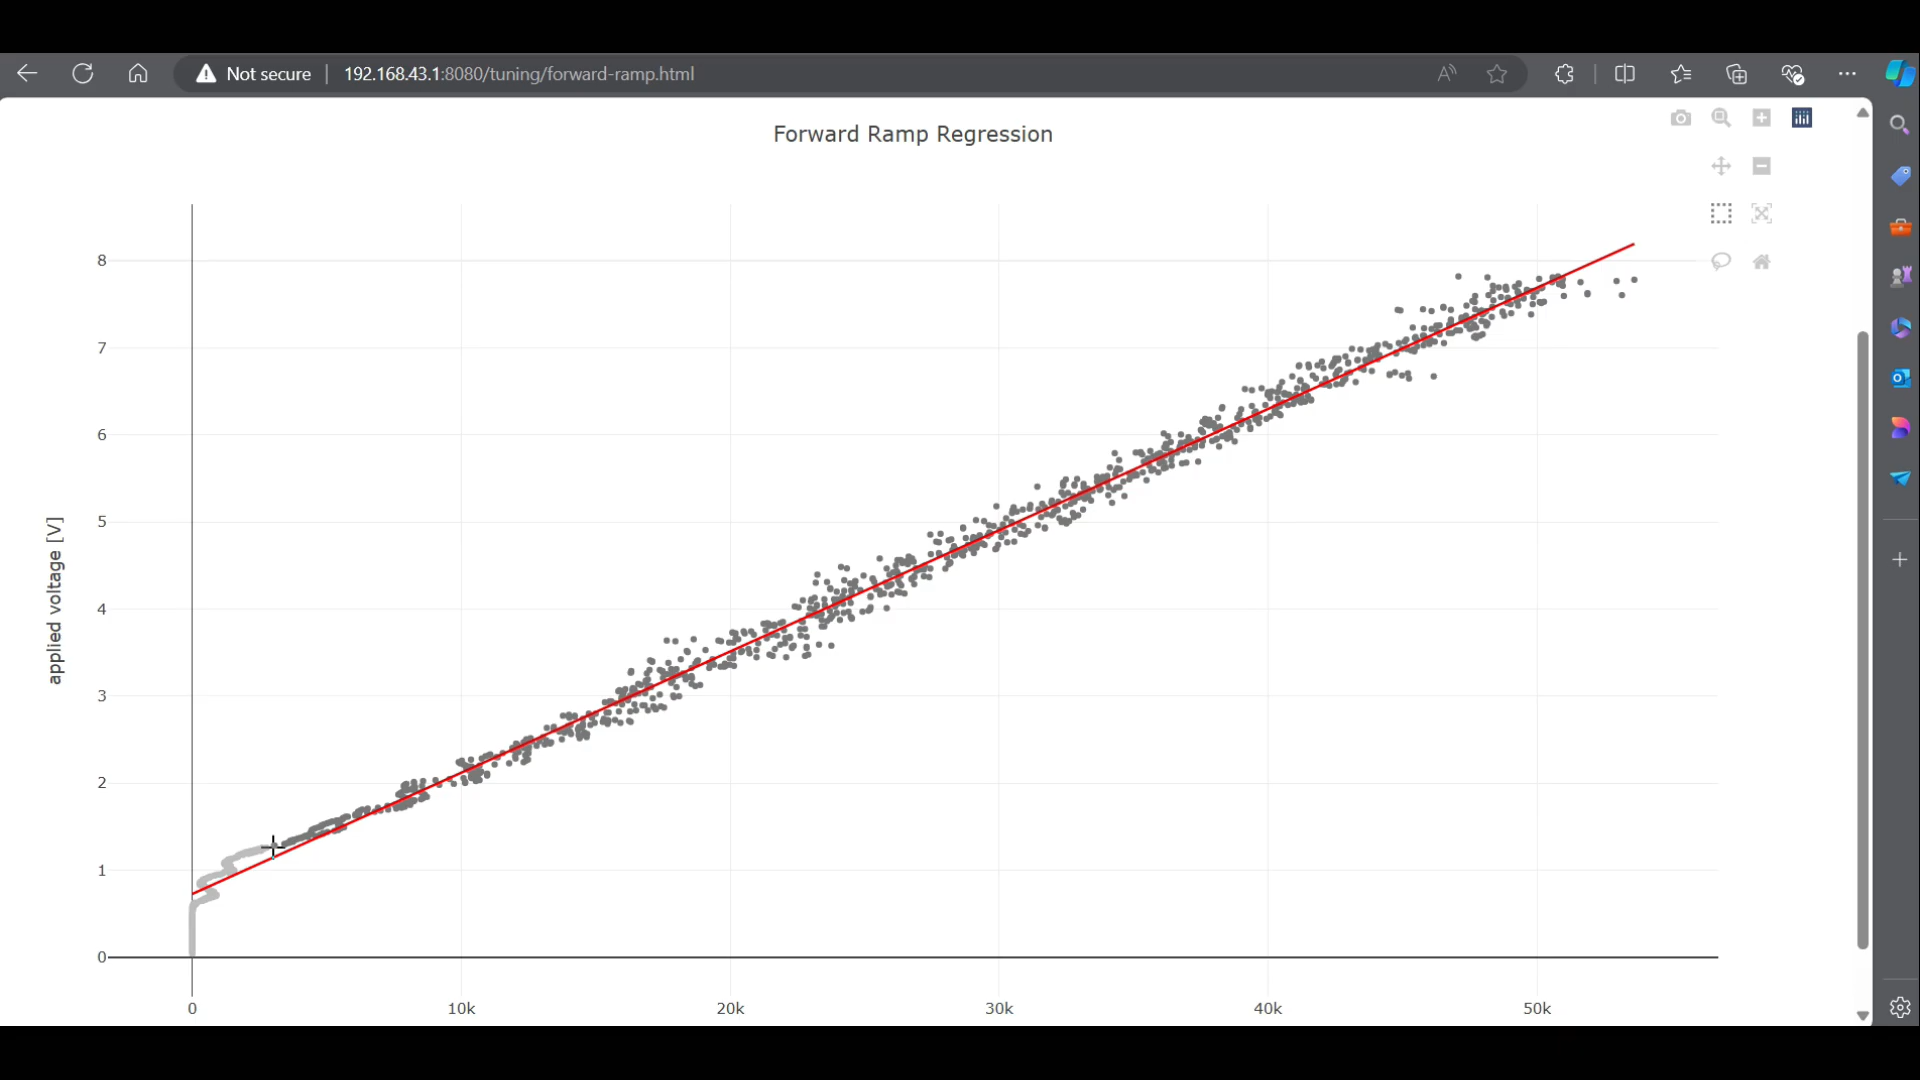 Not secure | 192.168.43.1:8080/tuning/forward-ramp.html
Forward Ramp Regression
8
7
6
5
4
3
2
1
0
applied voltage [V]
0 10k 20k 30k 40k 50k